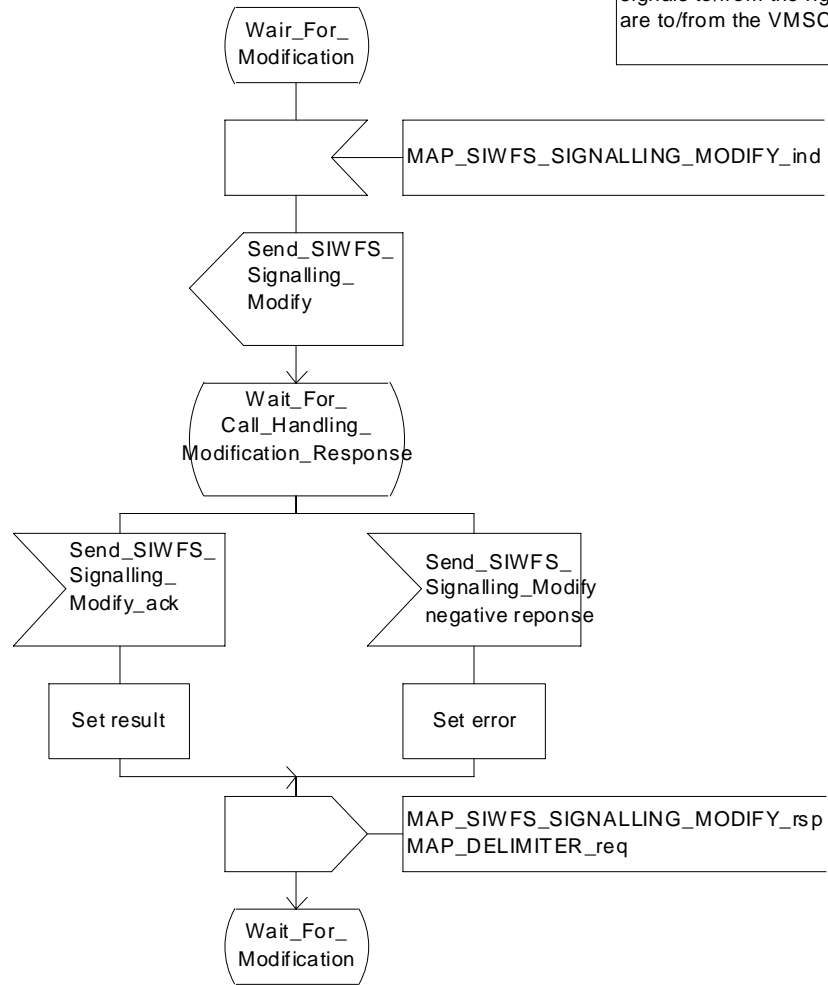 are to/from the VMSC
Wair_For_
Modification
MAP_SIWFS_SIGNALLING_MODIFY_ind
Send_SIWFS_
Signalling_
Modify
Wait_For_
Call_Handling_
Modification_Response
Send_SIWFS_
Signalling_
Modify_ack
Send_SIWFS_
Signalling_Modify
negative reponse
Set result
Set error
MAP_SIWFS_SIGNALLING_MODIFY_rsp
MAP_DELIMITER_req
Wait_For_
Modification